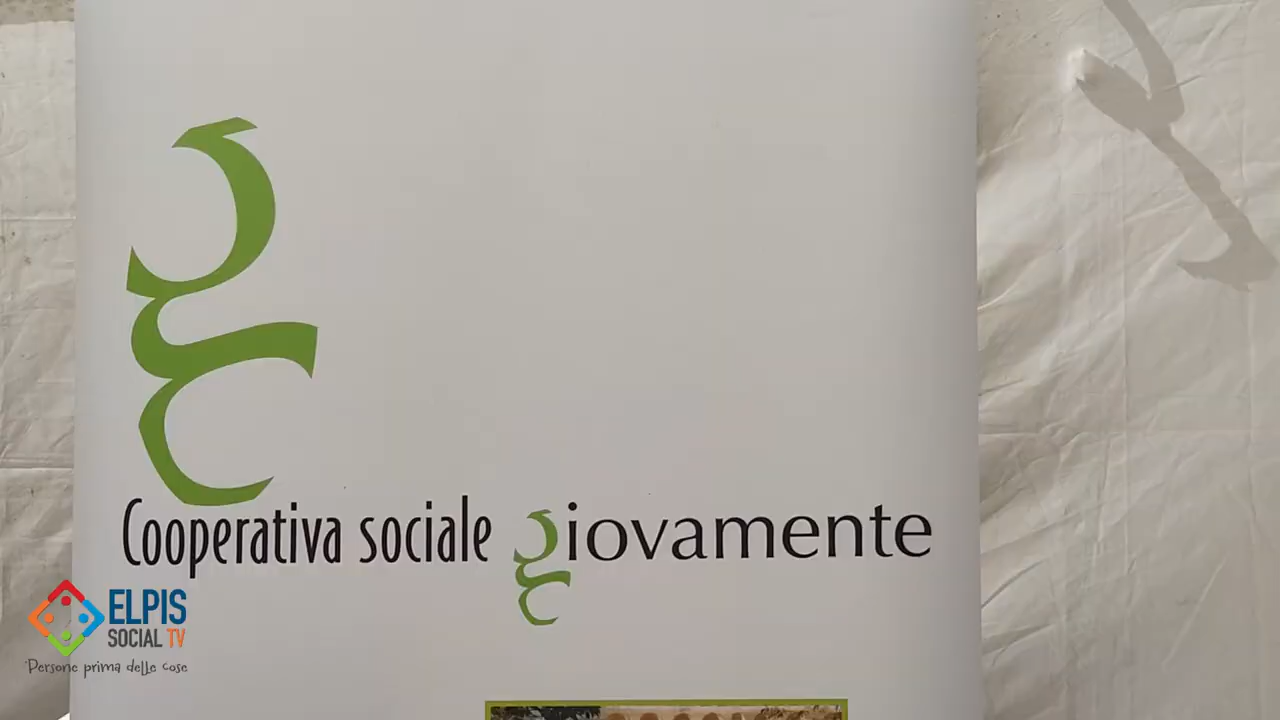 Cooperativa sociale giovamente
ELPIS
SOCIAL TV
Persone prima delle cose